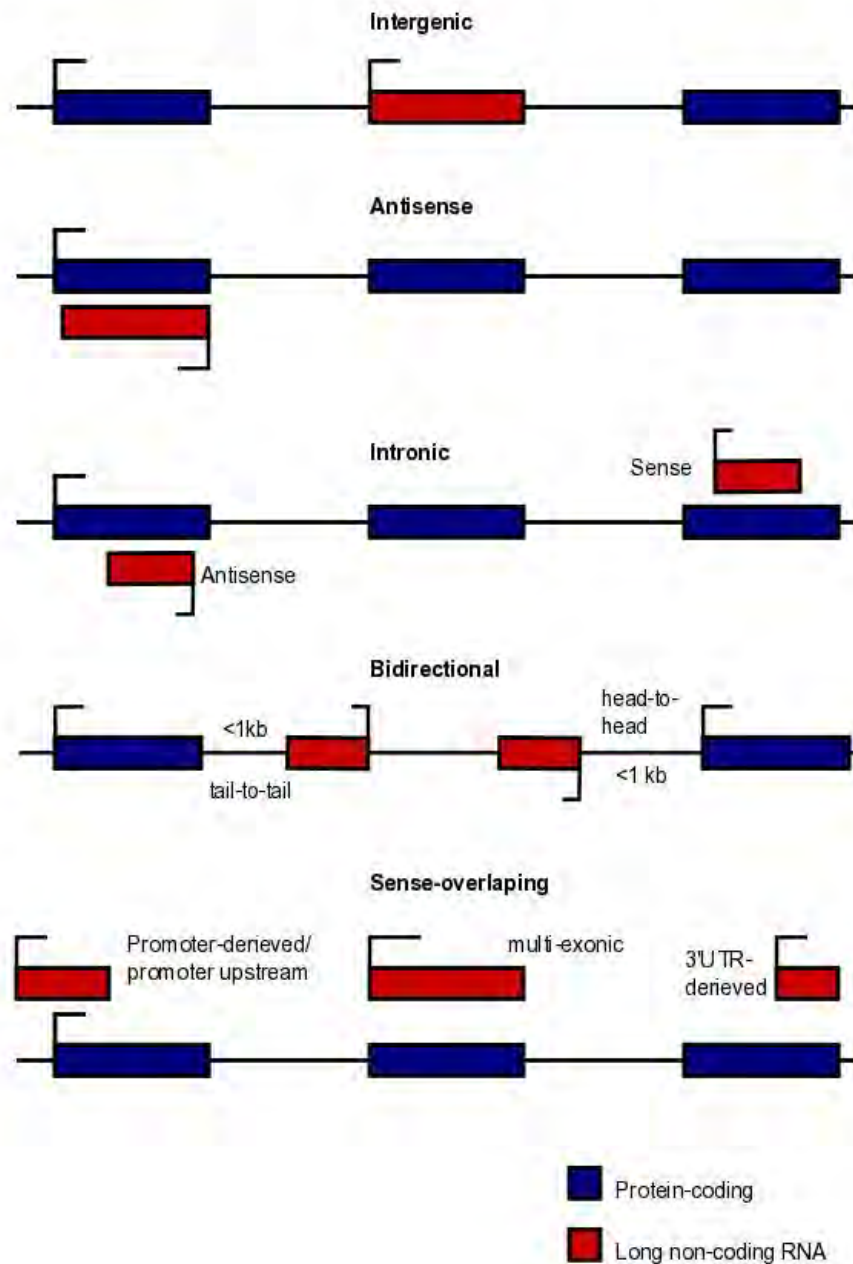 Intergenic
Antisense
Intronic
Sense
Antisense
Bidirectional
head-to-
head
<1kb
<1 kb
tail-to-tail
Sense-overlaping
Promoter-derieved/
promoter upstream
multi-exonic
3'UTR-
derieved
Protein-coding
Long non-coding RNA